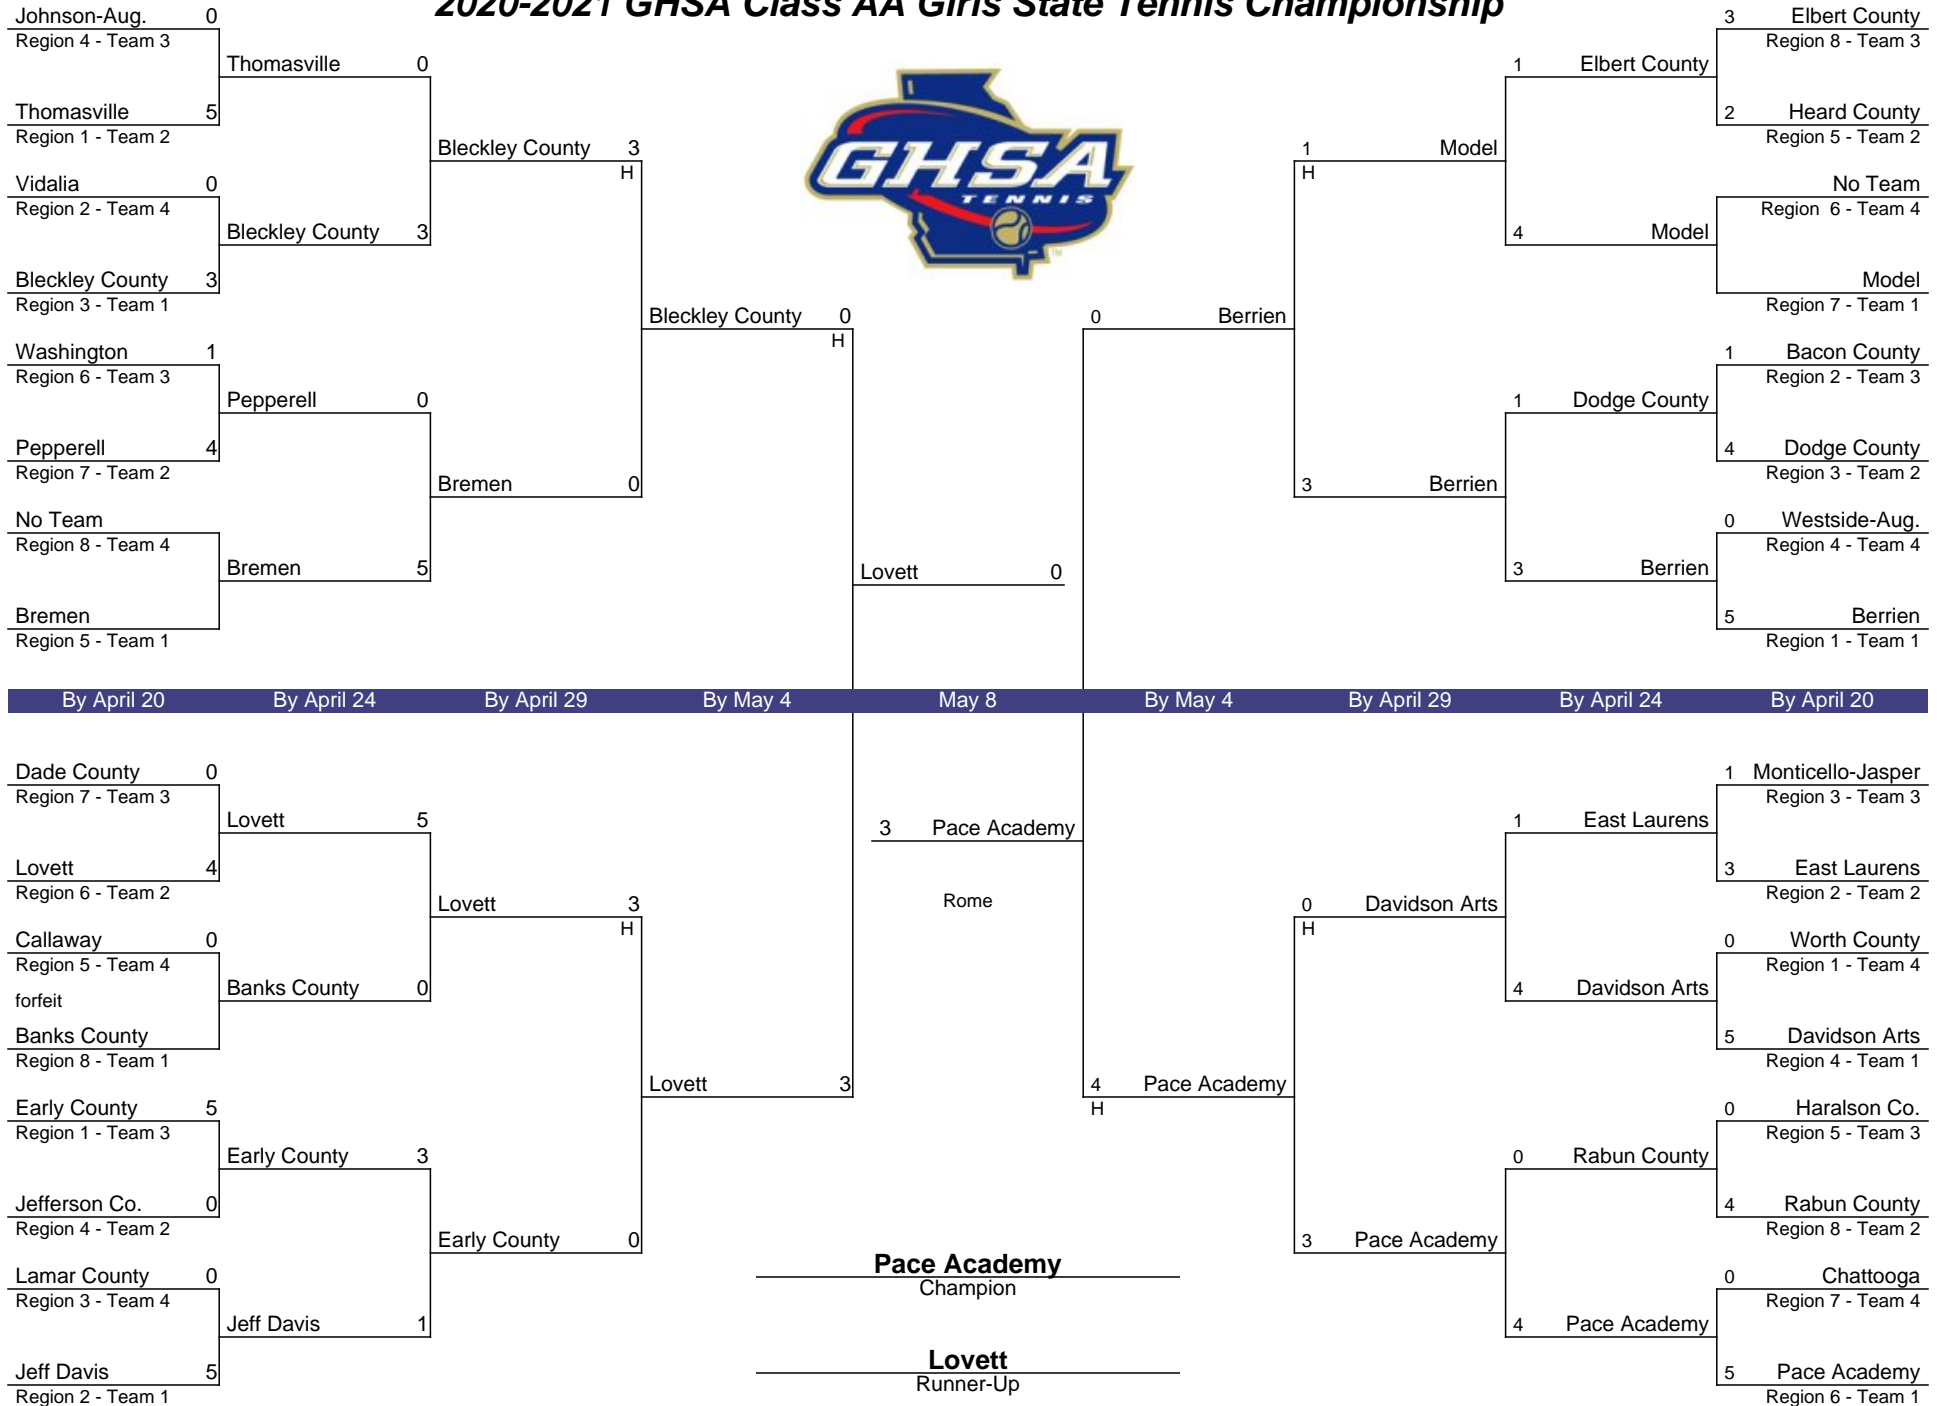 2020-2021 GHSA Class AA Girls State Tennis Championship
GHSA
TENNIS
TM
Johnson-Aug. 0
Region 4 - Team 3
Thomasville 5
Region 1 - Team 2
Vidalia 0
Region 2 - Team 4
Bleckley County 3
Region 3 - Team 1
Washington 1
Region 6 - Team 3
Pepperell 4
Region 7 - Team 2
No Team
Region 8 - Team 4
Bremen
Region 5 - Team 1
Thomasville 0
Bleckley County 3
Pepperell 0
Bremen 5
Bleckley County 3
H
Bremen 0
Bleckley County 0
H
Lovett 0
0 Berrien
1 Model
H
3 Berrien
1 Elbert County
4 Model
1 Dodge County
3 Berrien
3 Elbert County
Region 8 - Team 3
2 Heard County
Region 5 - Team 2
No Team
Region 6 - Team 4
Model
Region 7 - Team 1
1 Bacon County
Region 2 - Team 3
4 Dodge County
Region 3 - Team 2
0 Westside-Aug.
Region 4 - Team 4
5 Berrien
Region 1 - Team 1
By April 20 By April 24 By April 29 By May 4 May 8 By May 4 By April 29 By April 24 By April 20
Dade County 0
Region 7 - Team 3
Lovett 4
Region 6 - Team 2
Callaway 0
Region 5 - Team 4
forfeit
Banks County
Region 8 - Team 1
Early County 5
Region 1 - Team 3
Jefferson Co. 0
Region 4 - Team 2
Lamar County 0
Region 3 - Team 4
Jeff Davis 5
Region 2 - Team 1
Lovett 5
Banks County 0
Early County 3
Jeff Davis 1
Lovett 3
H
Early County 0
Lovett 3
3 Pace Academy
Rome
4 Pace Academy
H
0 Davidson Arts
H
3 Pace Academy
1 East Laurens
4 Davidson Arts
0 Rabun County
4 Pace Academy
1 Monticello-Jasper
Region 3 - Team 3
3 East Laurens
Region 2 - Team 2
0 Worth County
Region 1 - Team 4
5 Davidson Arts
Region 4 - Team 1
0 Haralson Co.
Region 5 - Team 3
4 Rabun County
Region 8 - Team 2
0 Chattooga
Region 7 - Team 4
5 Pace Academy
Region 6 - Team 1
Pace Academy
Champion
Lovett
Runner-Up